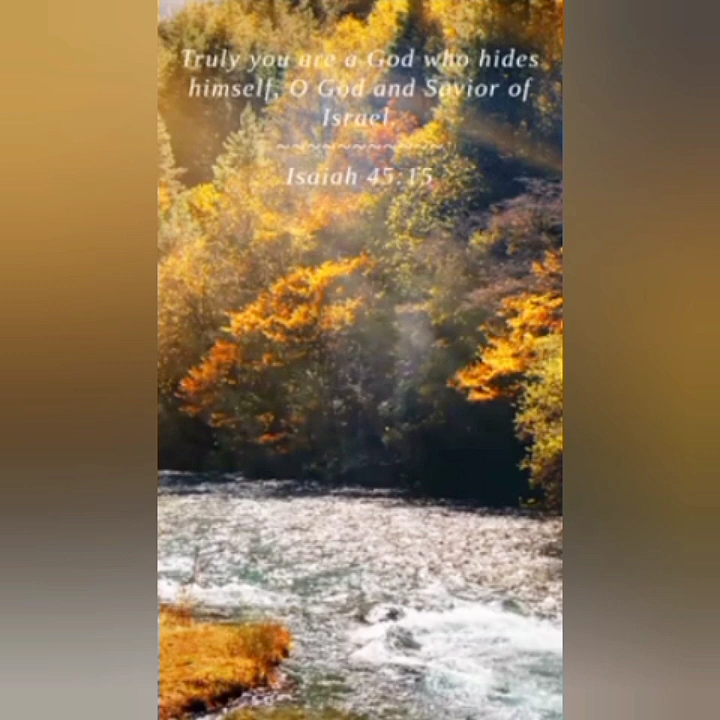 Truly you are a God who hides
himself, O God and Savior of
Israel.
~~~~~~~~~~~
Isaiah 45:15